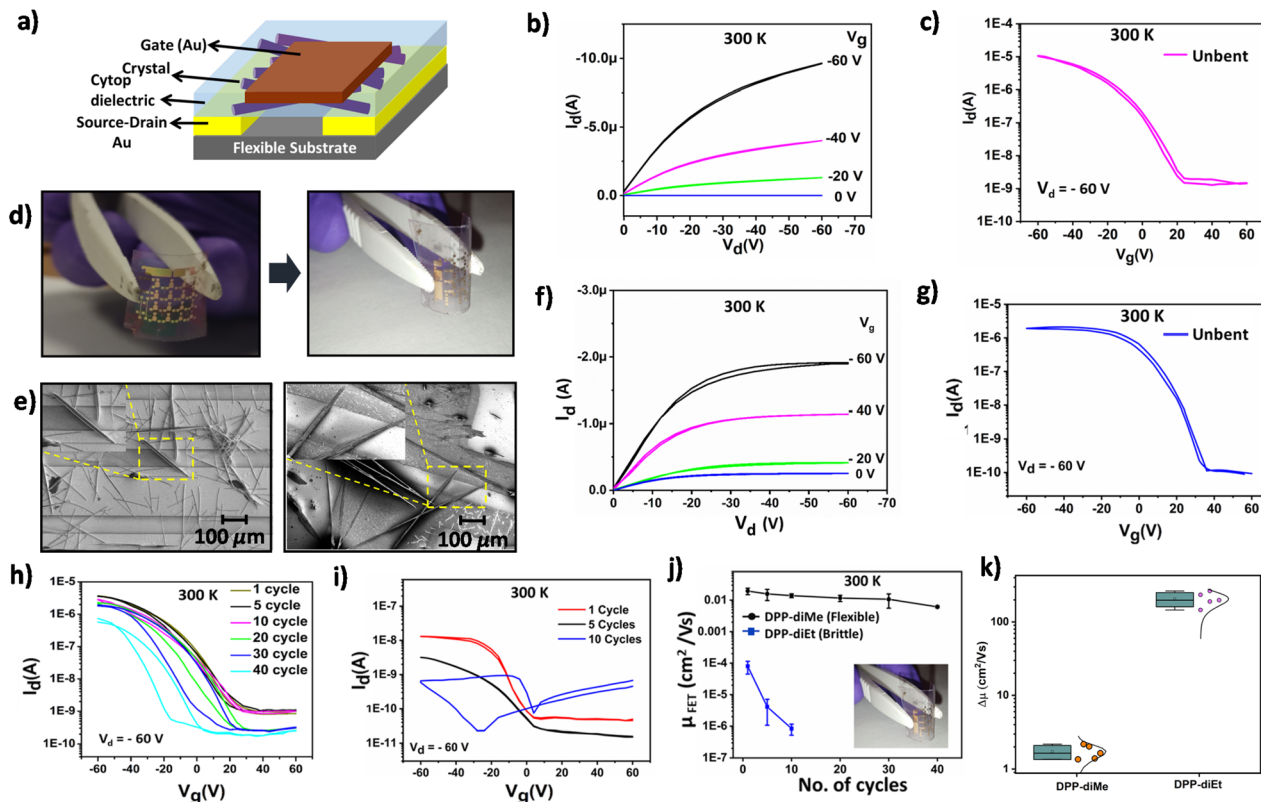 a)
Gate (Au)
Crystal
Cytop
dielectric
Source-Drain
Au
Flexible Substrate
b)
300 K
Vg
-10.0μ
-5.0μ
0.0
Id(A)
-60 V
-40 V
-20 V
0 V
0 -10 -20 -30 -40 -50 -60 -70
Vd(V)
c)
300 K
Unbent
1E-4
1E-5
1E-6
1E-7
1E-8
1E-9
1E-10
Id(A)
Vd = - 60 V
-60 -40 -20 0 20 40 60
Vg(V)
d)
e)
100 μm
100 μm
f)
300 K
Vg
-3.0μ
-2.0μ
-1.0μ
0.0
Id (A)
- 60 V
- 40 V
- 20 V
0 V
0 -10 -20 -30 -40 -50 -60 -70
Vd (V)
g)
300 K
Unbent
1E-5
1E-6
1E-7
1E-8
1E-9
1E-10
Id(A)
Vd = - 60 V
-60 -40 -20 0 20 40 60
Vg(V)
h)
300 K
1 cycle
5 cycle
10 cycle
20 cycle
30 cycle
40 cycle
1E-5
1E-6
1E-7
1E-8
1E-9
1E-10
Id(A)
Vd = - 60 V
-60 -40 -20 0 20 40 60
Vg(V)
i)
300 K
1 Cycle
5 Cycles
10 Cycles
1E-6
1E-7
1E-8
1E-9
1E-10
1E-11
Id(A)
Vd = - 60 V
-60 -40 -20 0 20 40 60
Vg(V)
j)
300 K
0.01
0.001
1E-4
1E-5
1E-6
1E-7
μFET (cm2/Vs)
DPP-diMe (Flexible)
DPP-diEt (Brittle)
0 10 20 30 40
No. of cycles
k)
100
10
1
Δμ (cm2/Vs)
DPP-diMe
DPP-diEt